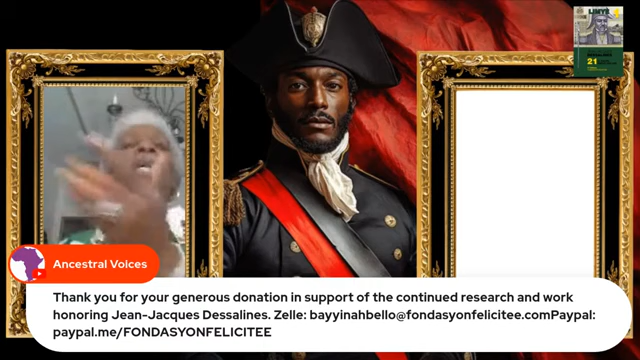 LIMYÈ
21
Ancestral Voices
Thank you for your generous donation in support of the continued research and work
honoring Jean-Jacques Dessalines. Zelle: bayyinahbello@fondasyonfelicitee.comPaypal:
paypal.me/FONDASYONFELICITEE